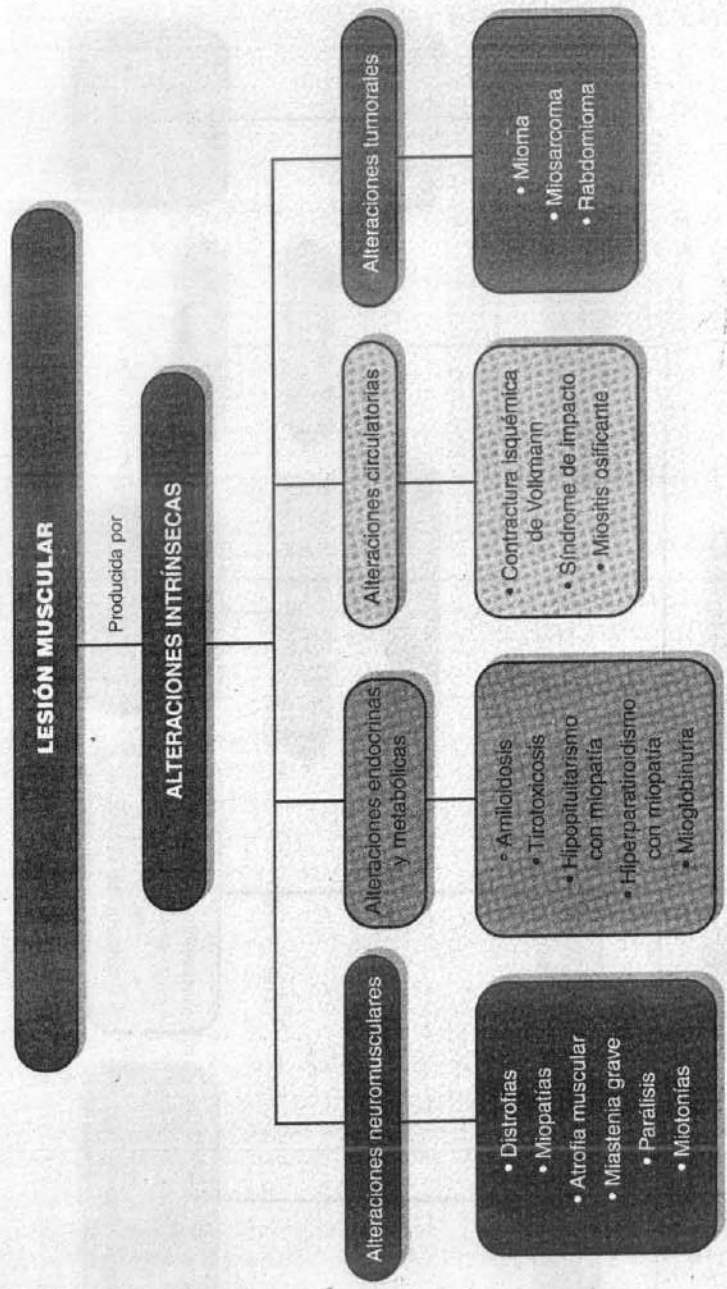 LESIÓN MUSCULAR
Producida por
ALTERACIONES INTRÍNSECAS
Alteraciones neuromusculares
• Distrofias
• Miopatías
• Atrofia muscular
• Miastenia grave
• Parálisis
• Miotonías
Alteraciones endocrinas
y metabólicas
• Amiloidosis
• Tirotoxicosis
• Hipopituitarismo
con miopatía
• Hiperparatiroidismo
con miopatía
• Mioglobinuria
Alteraciones circulatorias
• Contractura isquémica
de Volkmann
• Síndrome de impacto
• Miositis osificante
Alteraciones tumorales
• Mioma
• Miosarcoma
• Rabdomioma